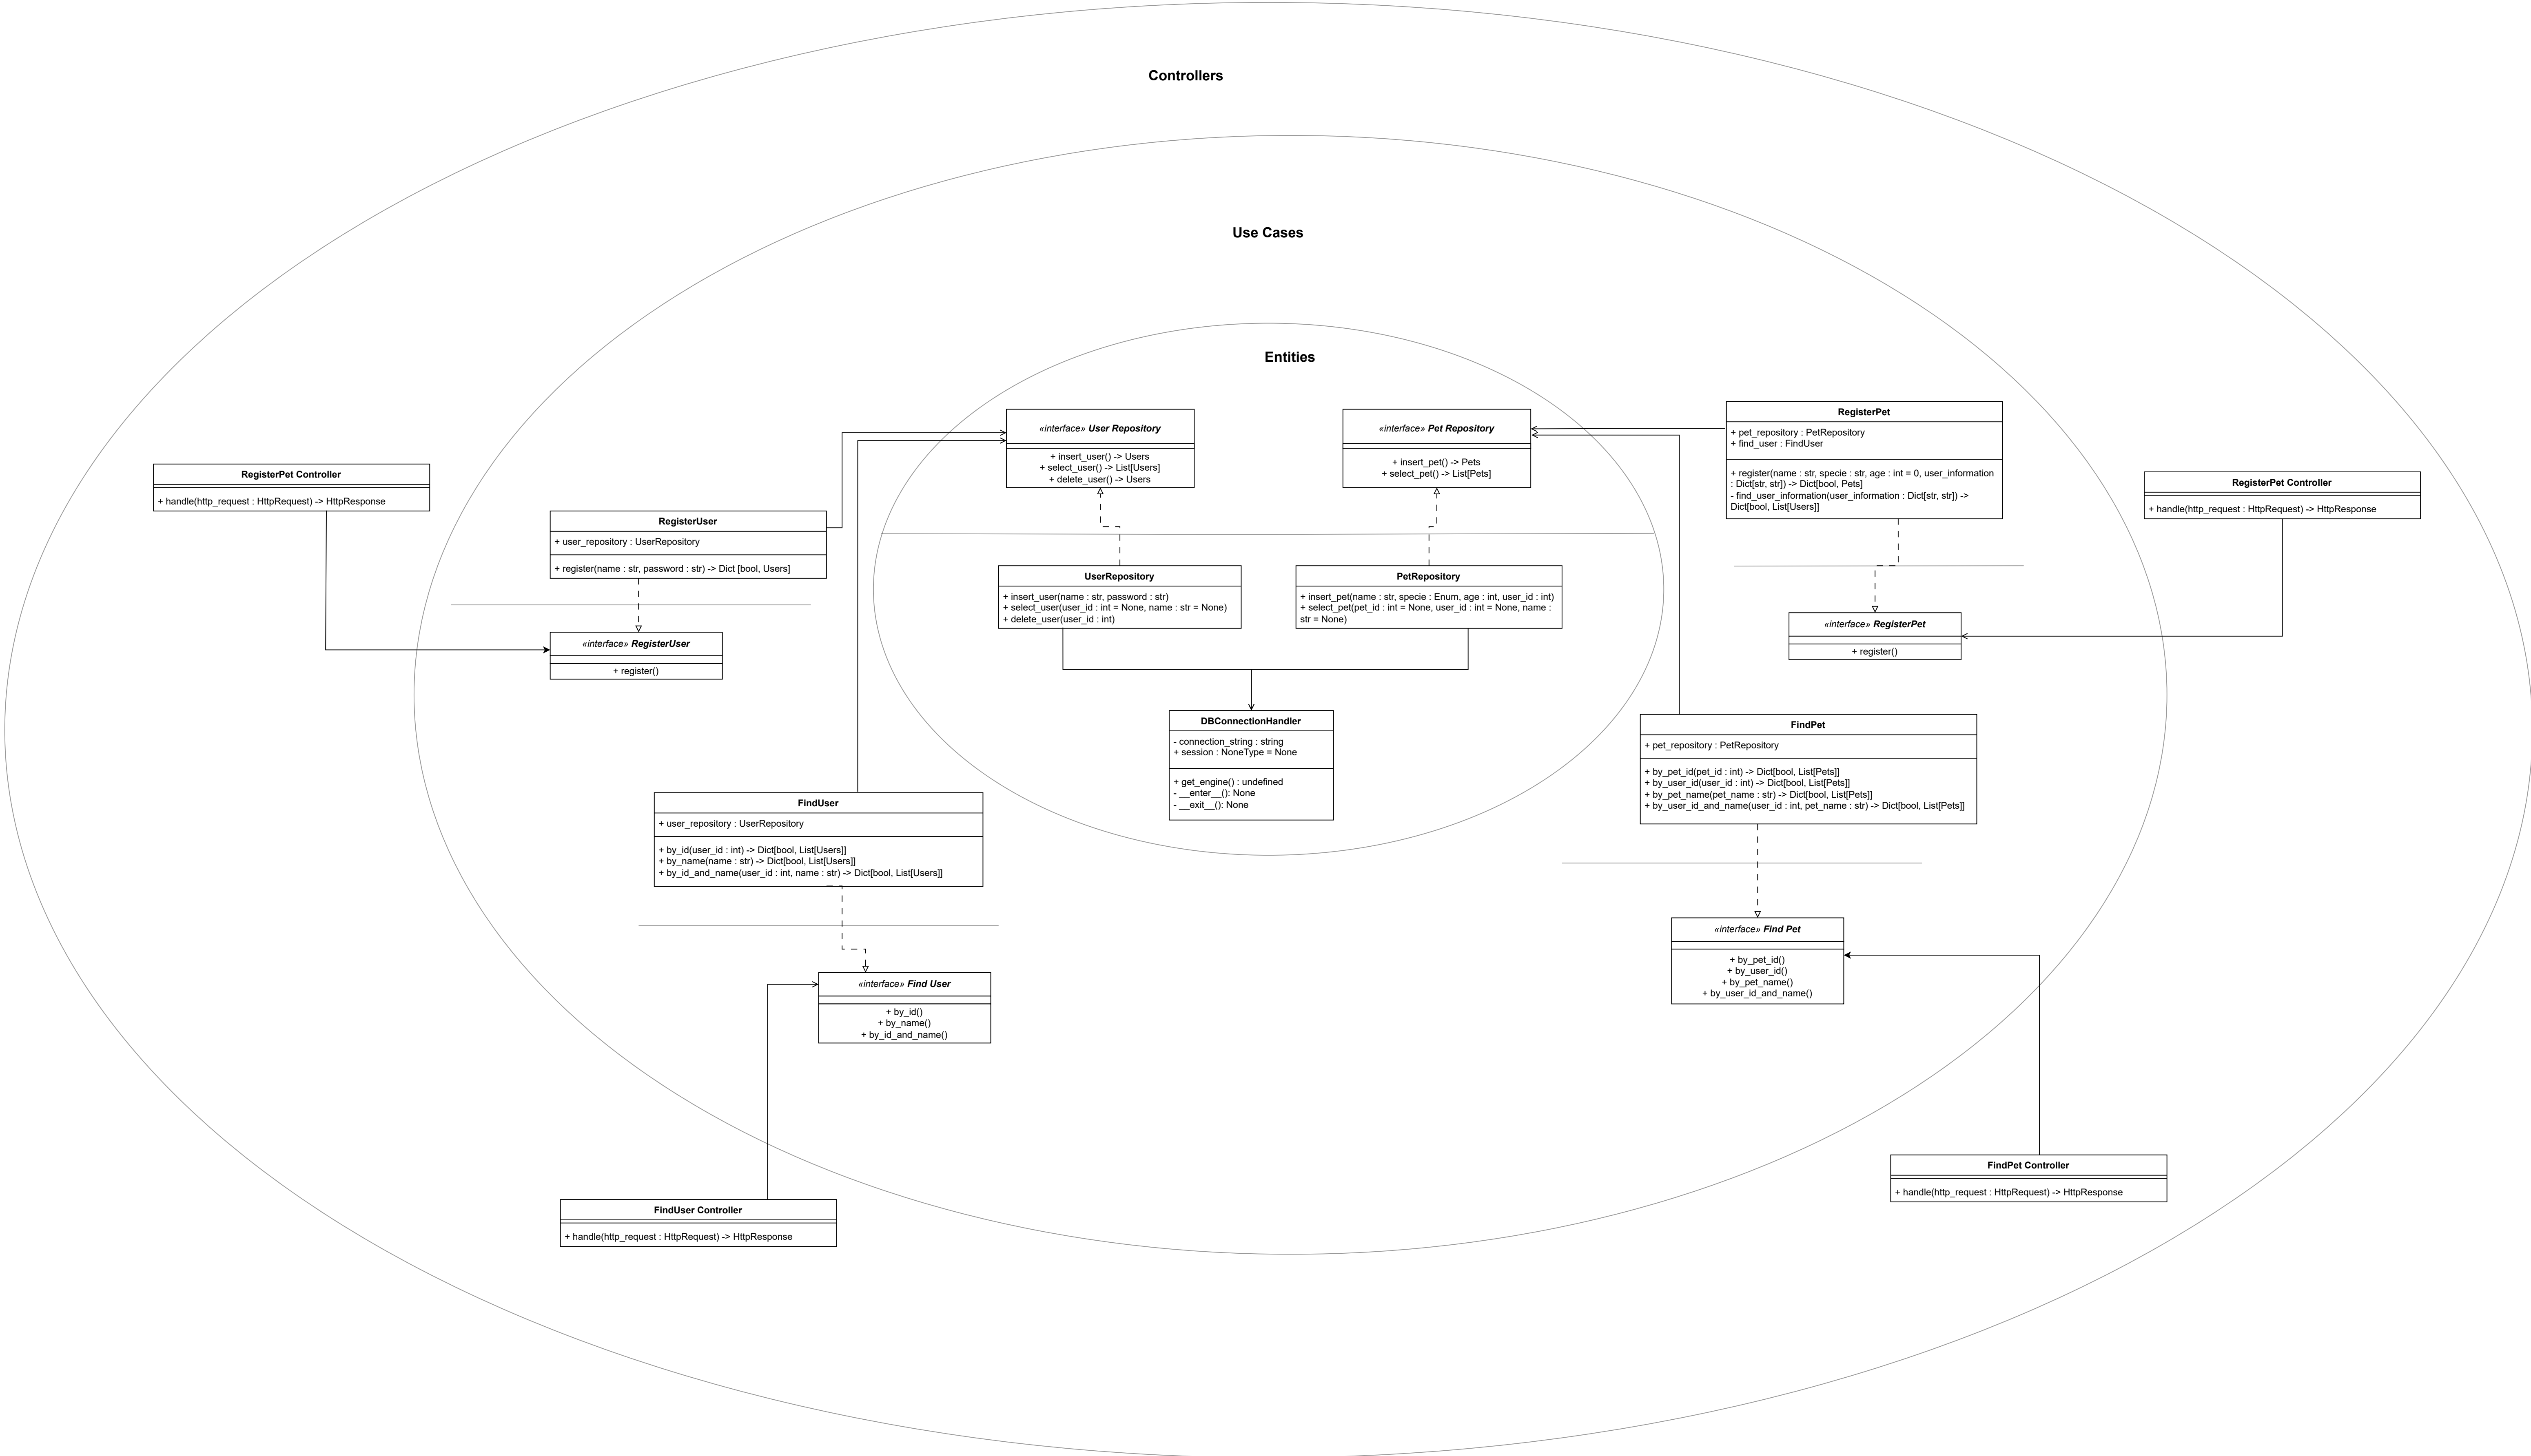 Controllers
Use Cases
Entities
«interface» User Repository
+ insert_user() -> Users
+ select_user() -> List[Users]
+ delete_user() -> Users
«interface» Pet Repository
+ insert_pet() -> Pets
+ select_pet() -> List[Pets]
RegisterPet
+ pet_repository : PetRepository
+ find_user : FindUser
+ register(name : str, specie : str, age : int = 0, user_information
: Dict[str, str]) -> Dict[bool, Pets]
- find_user_information(user_information : Dict[str, str]) ->
Dict[bool, List[Users]]
RegisterPet Controller
+ handle(http_request : HttpRequest) -> HttpResponse
RegisterPet Controller
+ handle(http_request : HttpRequest) -> HttpResponse
RegisterUser
+ user_repository : UserRepository
+ register(name : str, password : str) -> Dict [bool, Users]
UserRepository
+ insert_user(name : str, password : str)
+ select_user(user_id : int = None, name : str = None)
+ delete_user(user_id : int)
PetRepository
+ insert_pet(name : str, specie : Enum, age : int, user_id : int)
+ select_pet(pet_id : int = None, user_id : int = None, name :
str = None)
«interface» RegisterUser
+ register()
«interface» RegisterPet
+ register()
DBConnectionHandler
- connection_string : string
+ session : NoneType = None
+ get_engine() : undefined
- __enter__(): None
- __exit__(): None
FindPet
+ pet_repository : PetRepository
+ by_pet_id(pet_id : int) -> Dict[bool, List[Pets]]
+ by_user_id(user_id : int) -> Dict[bool, List[Pets]]
+ by_pet_name(pet_name : str) -> Dict[bool, List[Pets]]
+ by_user_id_and_name(user_id : int, pet_name : str) -> Dict[bool, List[Pets]]
FindUser
+ user_repository : UserRepository
+ by_id(user_id : int) -> Dict[bool, List[Users]]
+ by_name(name : str) -> Dict[bool, List[Users]]
+ by_id_and_name(user_id : int, name : str) -> Dict[bool, List[Users]]
«interface» Find Pet
+ by_pet_id()
+ by_user_id()
+ by_pet_name()
+ by_user_id_and_name()
«interface» Find User
+ by_id()
+ by_name()
+ by_id_and_name()
FindPet Controller
+ handle(http_request : HttpRequest) -> HttpResponse
FindUser Controller
+ handle(http_request : HttpRequest) -> HttpResponse